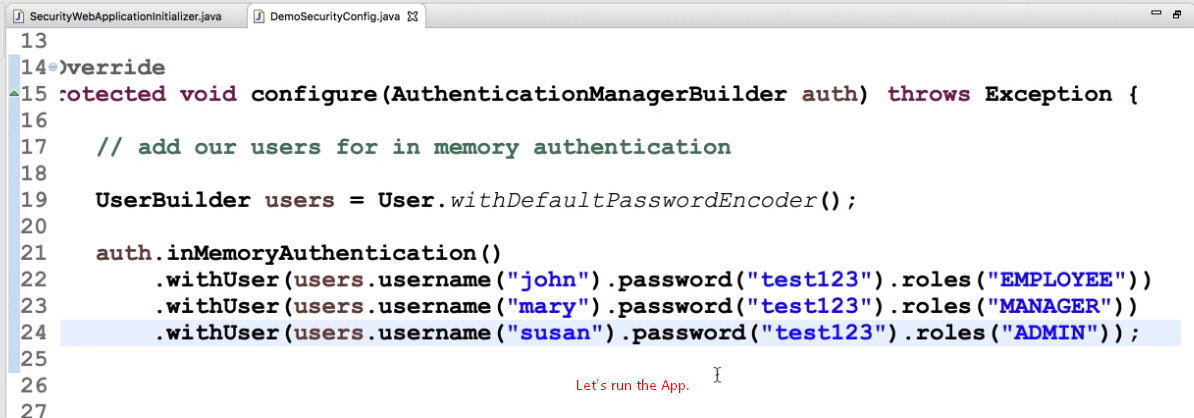 SecurityWebApplicationInitializer.java
DemoSecurityConfig.java
13
14 Override
15 rotected void configure(AuthenticationManagerBuilder auth) throws Exception {
16
17 // add our users for in memory authentication
18
19 UserBuilder users = User.withDefaultPasswordEncoder();
20
21 auth.inMemoryAuthentication()
22 .withUser(users.username("john").password("test123").roles("EMPLOYEE"))
23 .withUser(users.username("mary").password("test123").roles("MANAGER"))
24 .withUser(users.username("susan").password("test123").roles("ADMIN"));
25
26
Let's run the App.
27